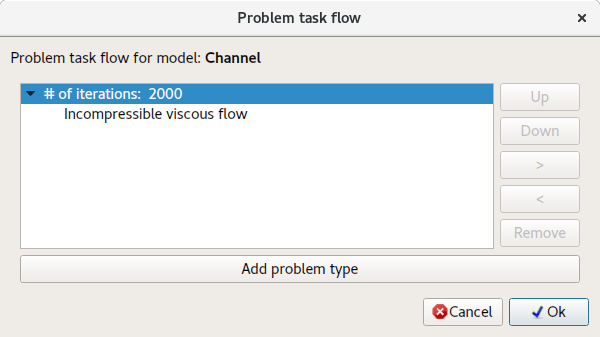 Problem task flow
Problem task flow for model: Channel
# of iterations: 2000
Incompressible viscous flow
Up
Down
>
<
Remove
Add problem type
Cancel
Ok